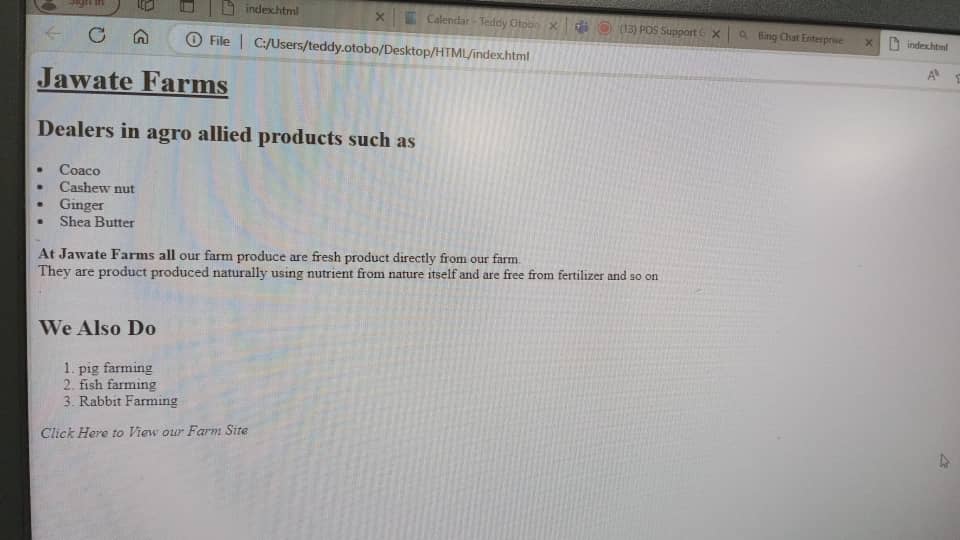 Sign in
index.html
Calendar - Teddy Otobo
(13) POS Support G
Bing Chat Enterprise
index.html
File | C:/Users/teddy.otobo/Desktop/HTML/index.html
Jawate Farms
Dealers in agro allied products such as
• Coaco
• Cashew nut
• Ginger
• Shea Butter
At Jawate Farms all our farm produce are fresh product directly from our farm.
They are product produced naturally using nutrient from nature itself and are free from fertilizer and so on
We Also Do
1. pig farming
2. fish farming
3. Rabbit Farming
Click Here to View our Farm Site